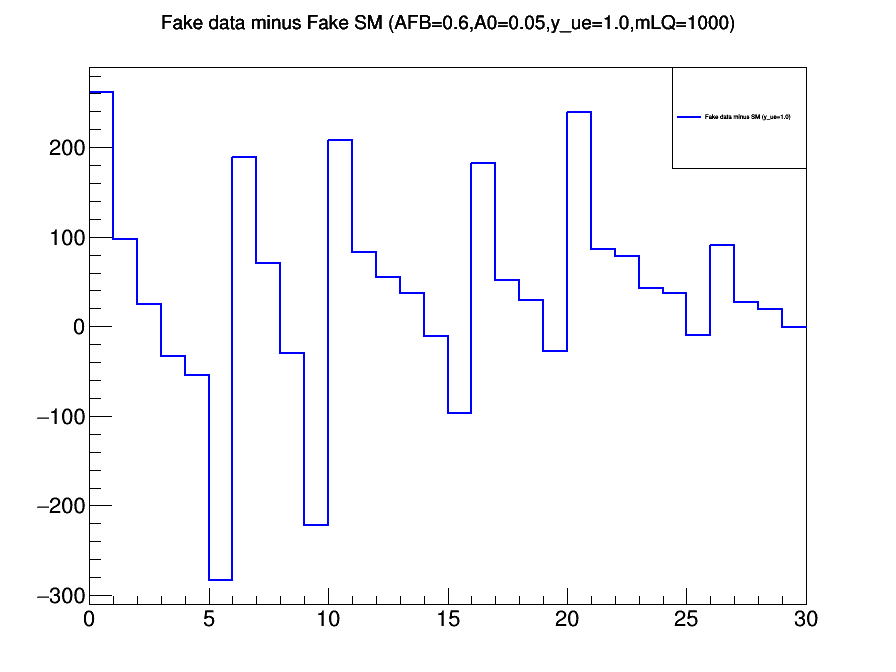 Fake data minus Fake SM (AFB=0.6,A0=0.05,y_ue=1.0,mLQ=1000)
Fake data minus SM (y_ue=1.0)
200
100
0
−100
−200
−300
0 5 10 15 20 25 30